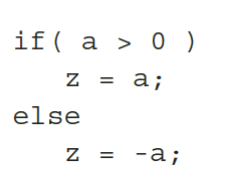 if( a > 0 )
   z = a;
else
   z = -a;